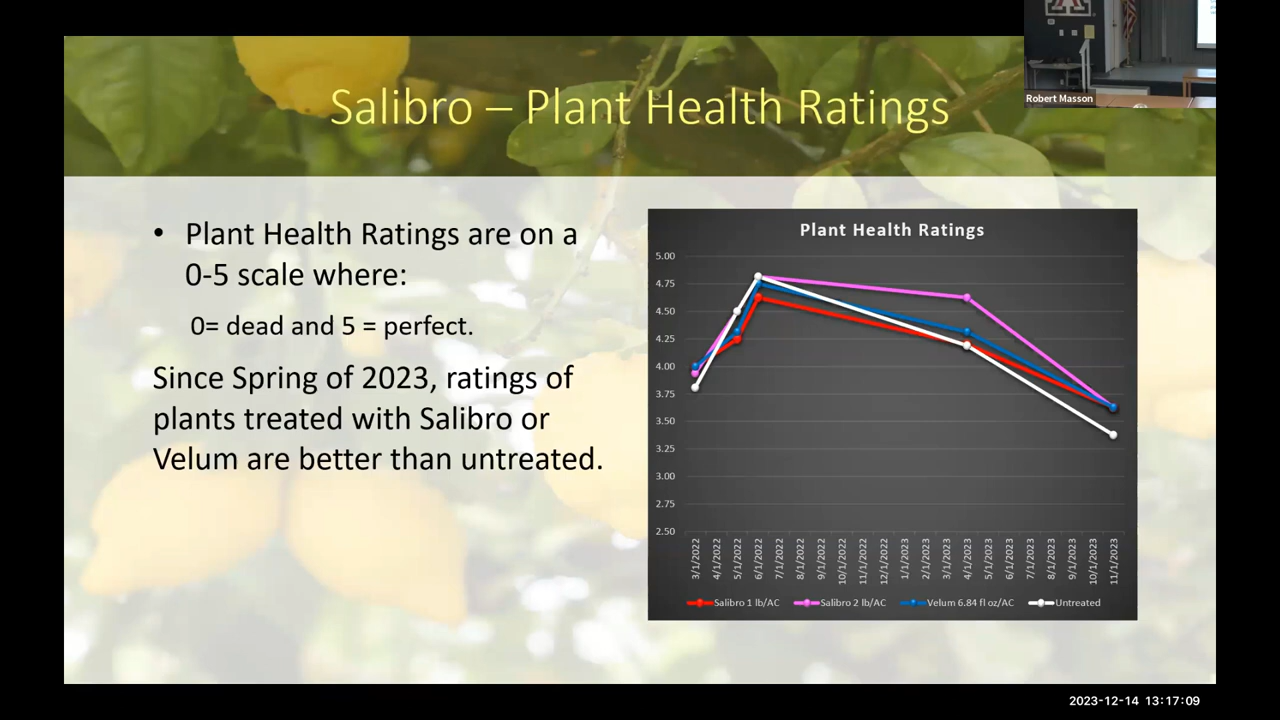 Salibro – Plant Health Ratings
Robert Masson
• Plant Health Ratings are on a
0-5 scale where:
0= dead and 5 = perfect.
Since Spring of 2023, ratings of
plants treated with Salibro or
Velum are better than untreated.
Plant Health Ratings
5.00
4.75
4.50
4.25
4.00
3.75
3.50
3.25
3.00
2.75
2.50
3/1/2022
4/1/2022
5/1/2022
6/1/2022
7/1/2022
8/1/2022
9/1/2022
10/1/2022
11/1/2022
12/1/2022
1/1/2023
2/1/2023
3/1/2023
4/1/2023
5/1/2023
6/1/2023
7/1/2023
8/1/2023
9/1/2023
10/1/2023
11/1/2023
Salibro 1 lb/AC
Salibro 2 lb/AC
Velum 6.84 fl oz/AC
Untreated
2023-12-14 13:17:09